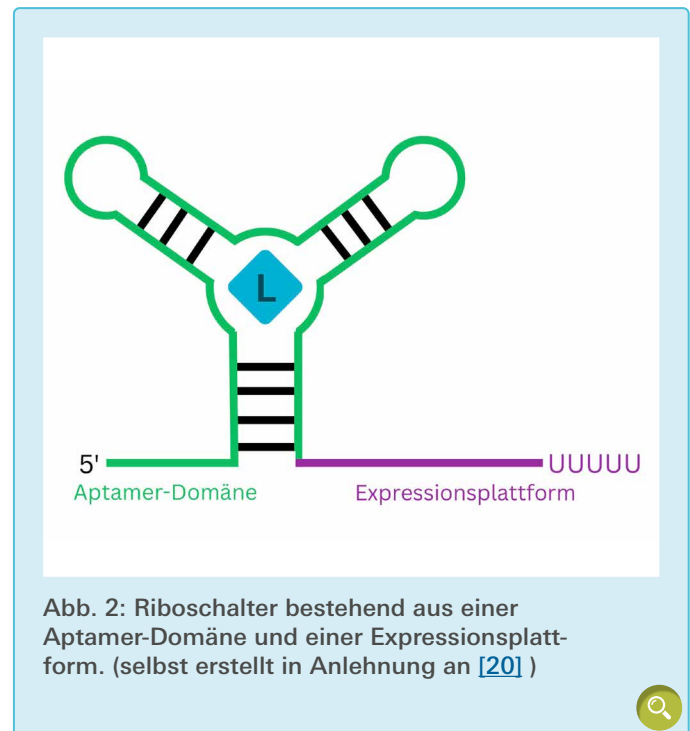 L
5' UUUUU
Aptamer-Domäne Expressionsplattform
Abb. 2: Riboschalter bestehend aus einer
Aptamer-Domäne und einer Expressionsplatt-
form. (selbst erstellt in Anlehnung an [20] )